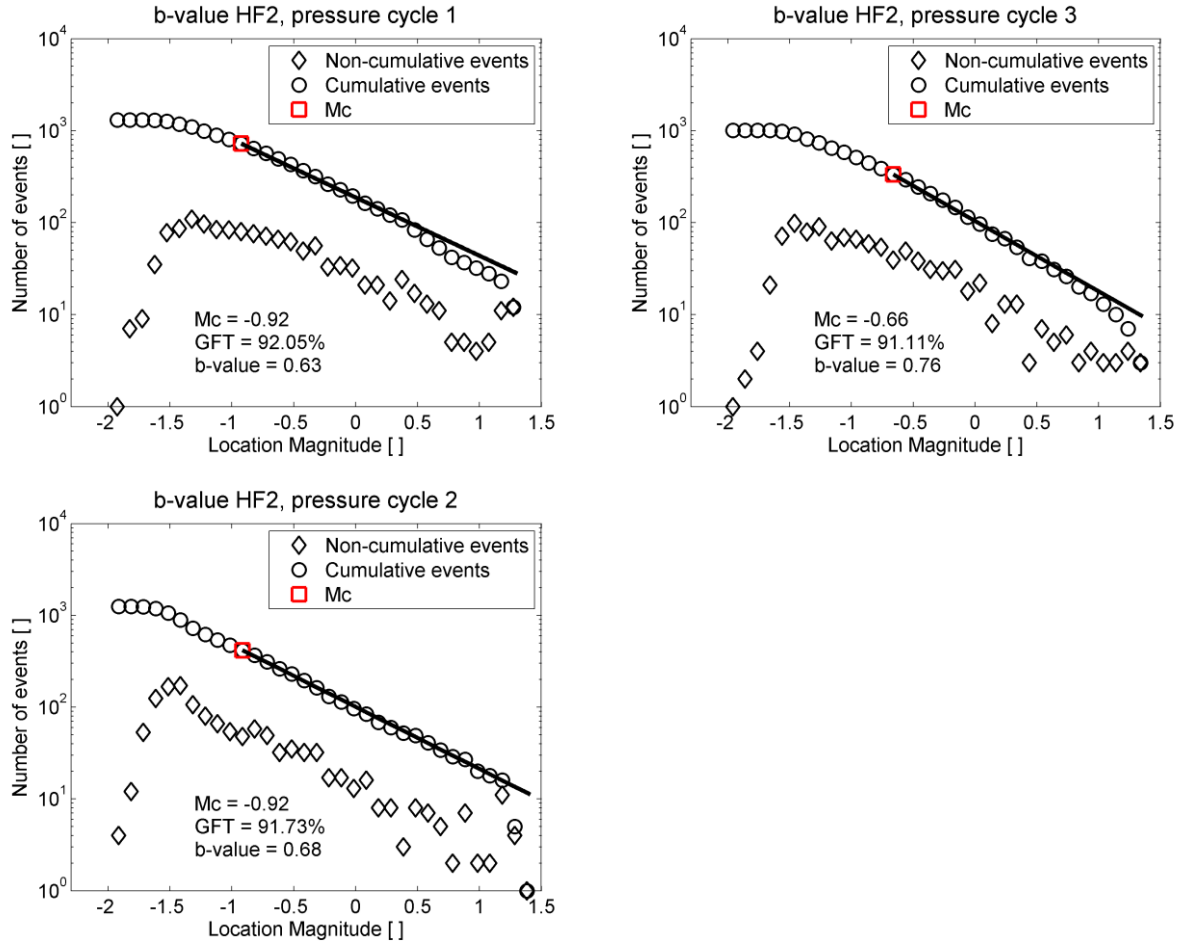 b-value HF2, pressure cycle 1
Number of events [ ]
10^4
10^3
10^2
10^1
10^0
Non-cumulative events
Cumulative events
Mc
Mc = -0.92
GFT = 92.05%
b-value = 0.63
-2 -1.5 -1 -0.5 0 0.5 1 1.5
Location Magnitude [ ]
b-value HF2, pressure cycle 3
Number of events [ ]
10^4
10^3
10^2
10^1
10^0
Non-cumulative events
Cumulative events
Mc
Mc = -0.66
GFT = 91.11%
b-value = 0.76
-2 -1.5 -1 -0.5 0 0.5 1 1.5
Location Magnitude [ ]
b-value HF2, pressure cycle 2
Number of events [ ]
10^4
10^3
10^2
10^1
10^0
Non-cumulative events
Cumulative events
Mc
Mc = -0.92
GFT = 91.73%
b-value = 0.68
-2 -1.5 -1 -0.5 0 0.5 1 1.5
Location Magnitude [ ]